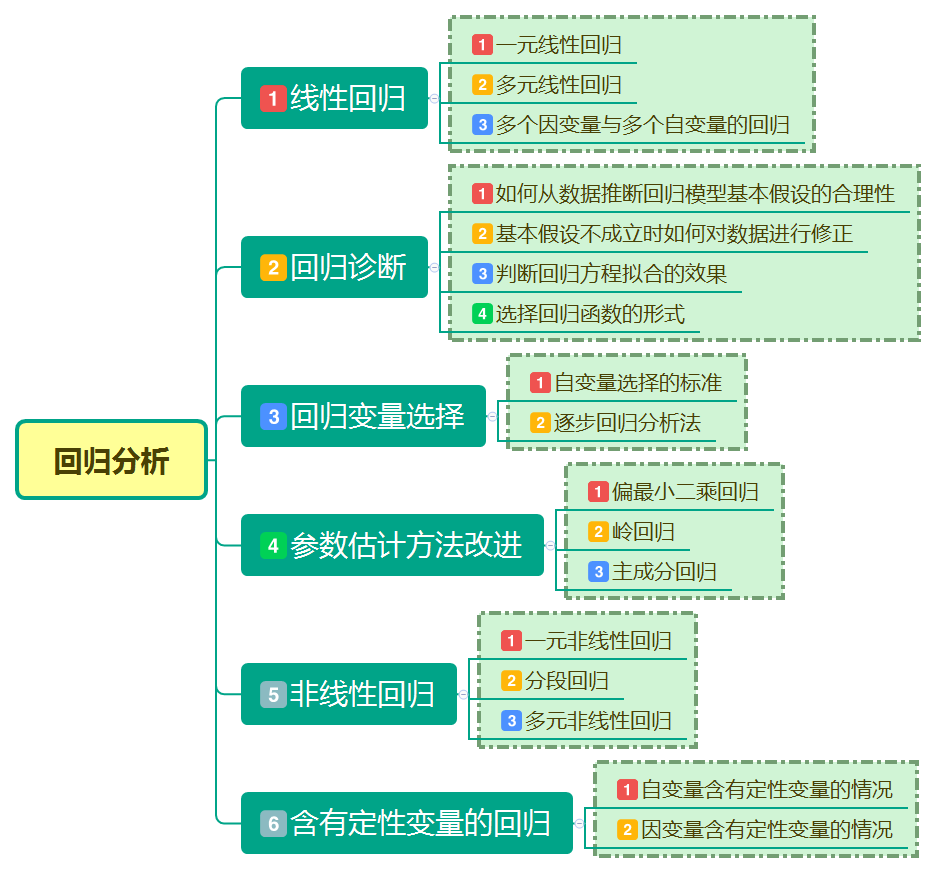 回归分析
1 线性回归
1 一元线性回归
2 多元线性回归
3 多个因变量与多个自变量的回归
2 回归诊断
1 如何从数据推断回归模型基本假设的合理性
2 基本假设不成立时如何对数据进行修正
3 判断回归方程拟合的效果
4 选择回归函数的形式
3 回归变量选择
1 自变量选择的标准
2 逐步回归分析法
4 参数估计方法改进
1 偏最小二乘回归
2 岭回归
3 主成分回归
5 非线性回归
1 一元非线性回归
2 分段回归
3 多元非线性回归
6 含有定性变量的回归
1 自变量含有定性变量的情况
2 因变量含有定性变量的情况